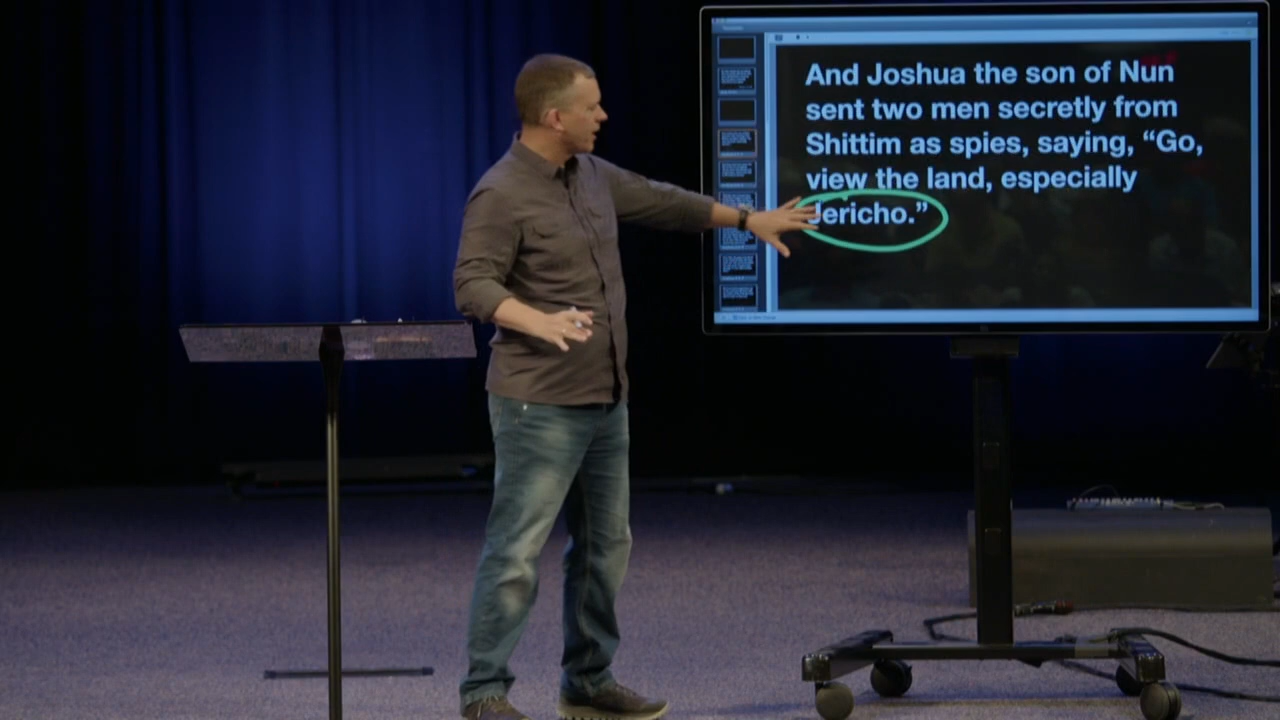 And Joshua the son of Nun
sent two men secretly from
Shittim as spies, saying, “Go,
view the land, especially
Jericho.”